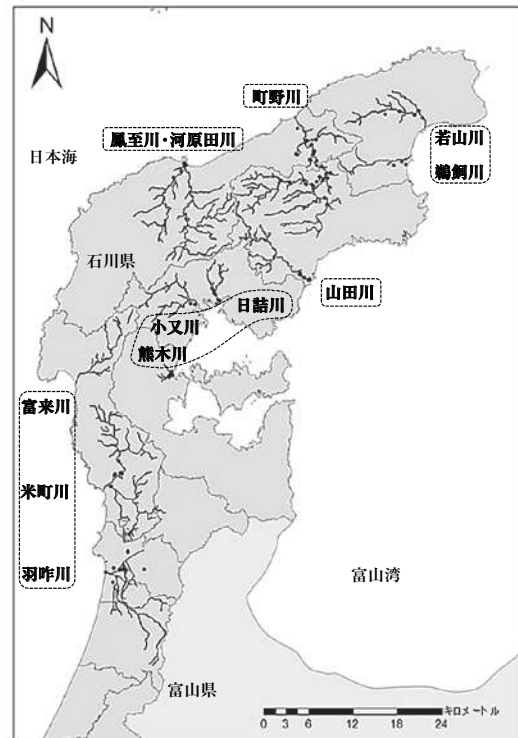 N
町野川
鳳至川・河原田川
若山川
鵜飼川
日本海
石川県
山田川
日詰川
小又川
熊木川
富来川
米町川
羽咋川
富山湾
富山県
キロメートル
0 3 6 12 18 24